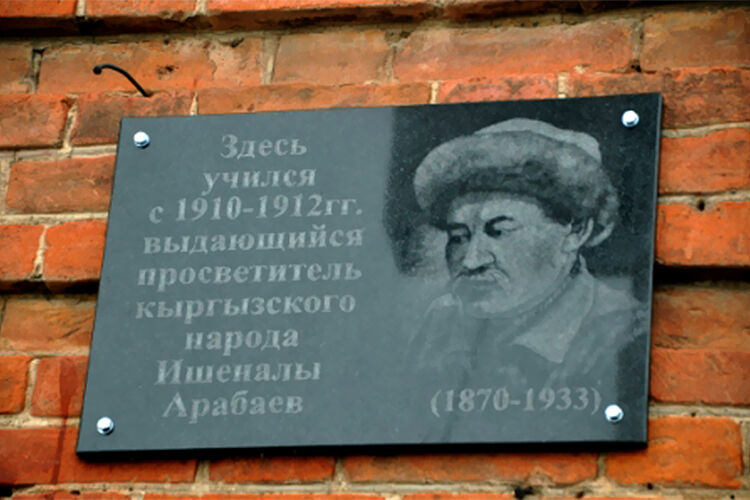 Здесь
учился
с 1910-1912гг.
выдающийся
просветитель
кыргызского
народа
Ишеналы
Арабаев
(1870-1933)